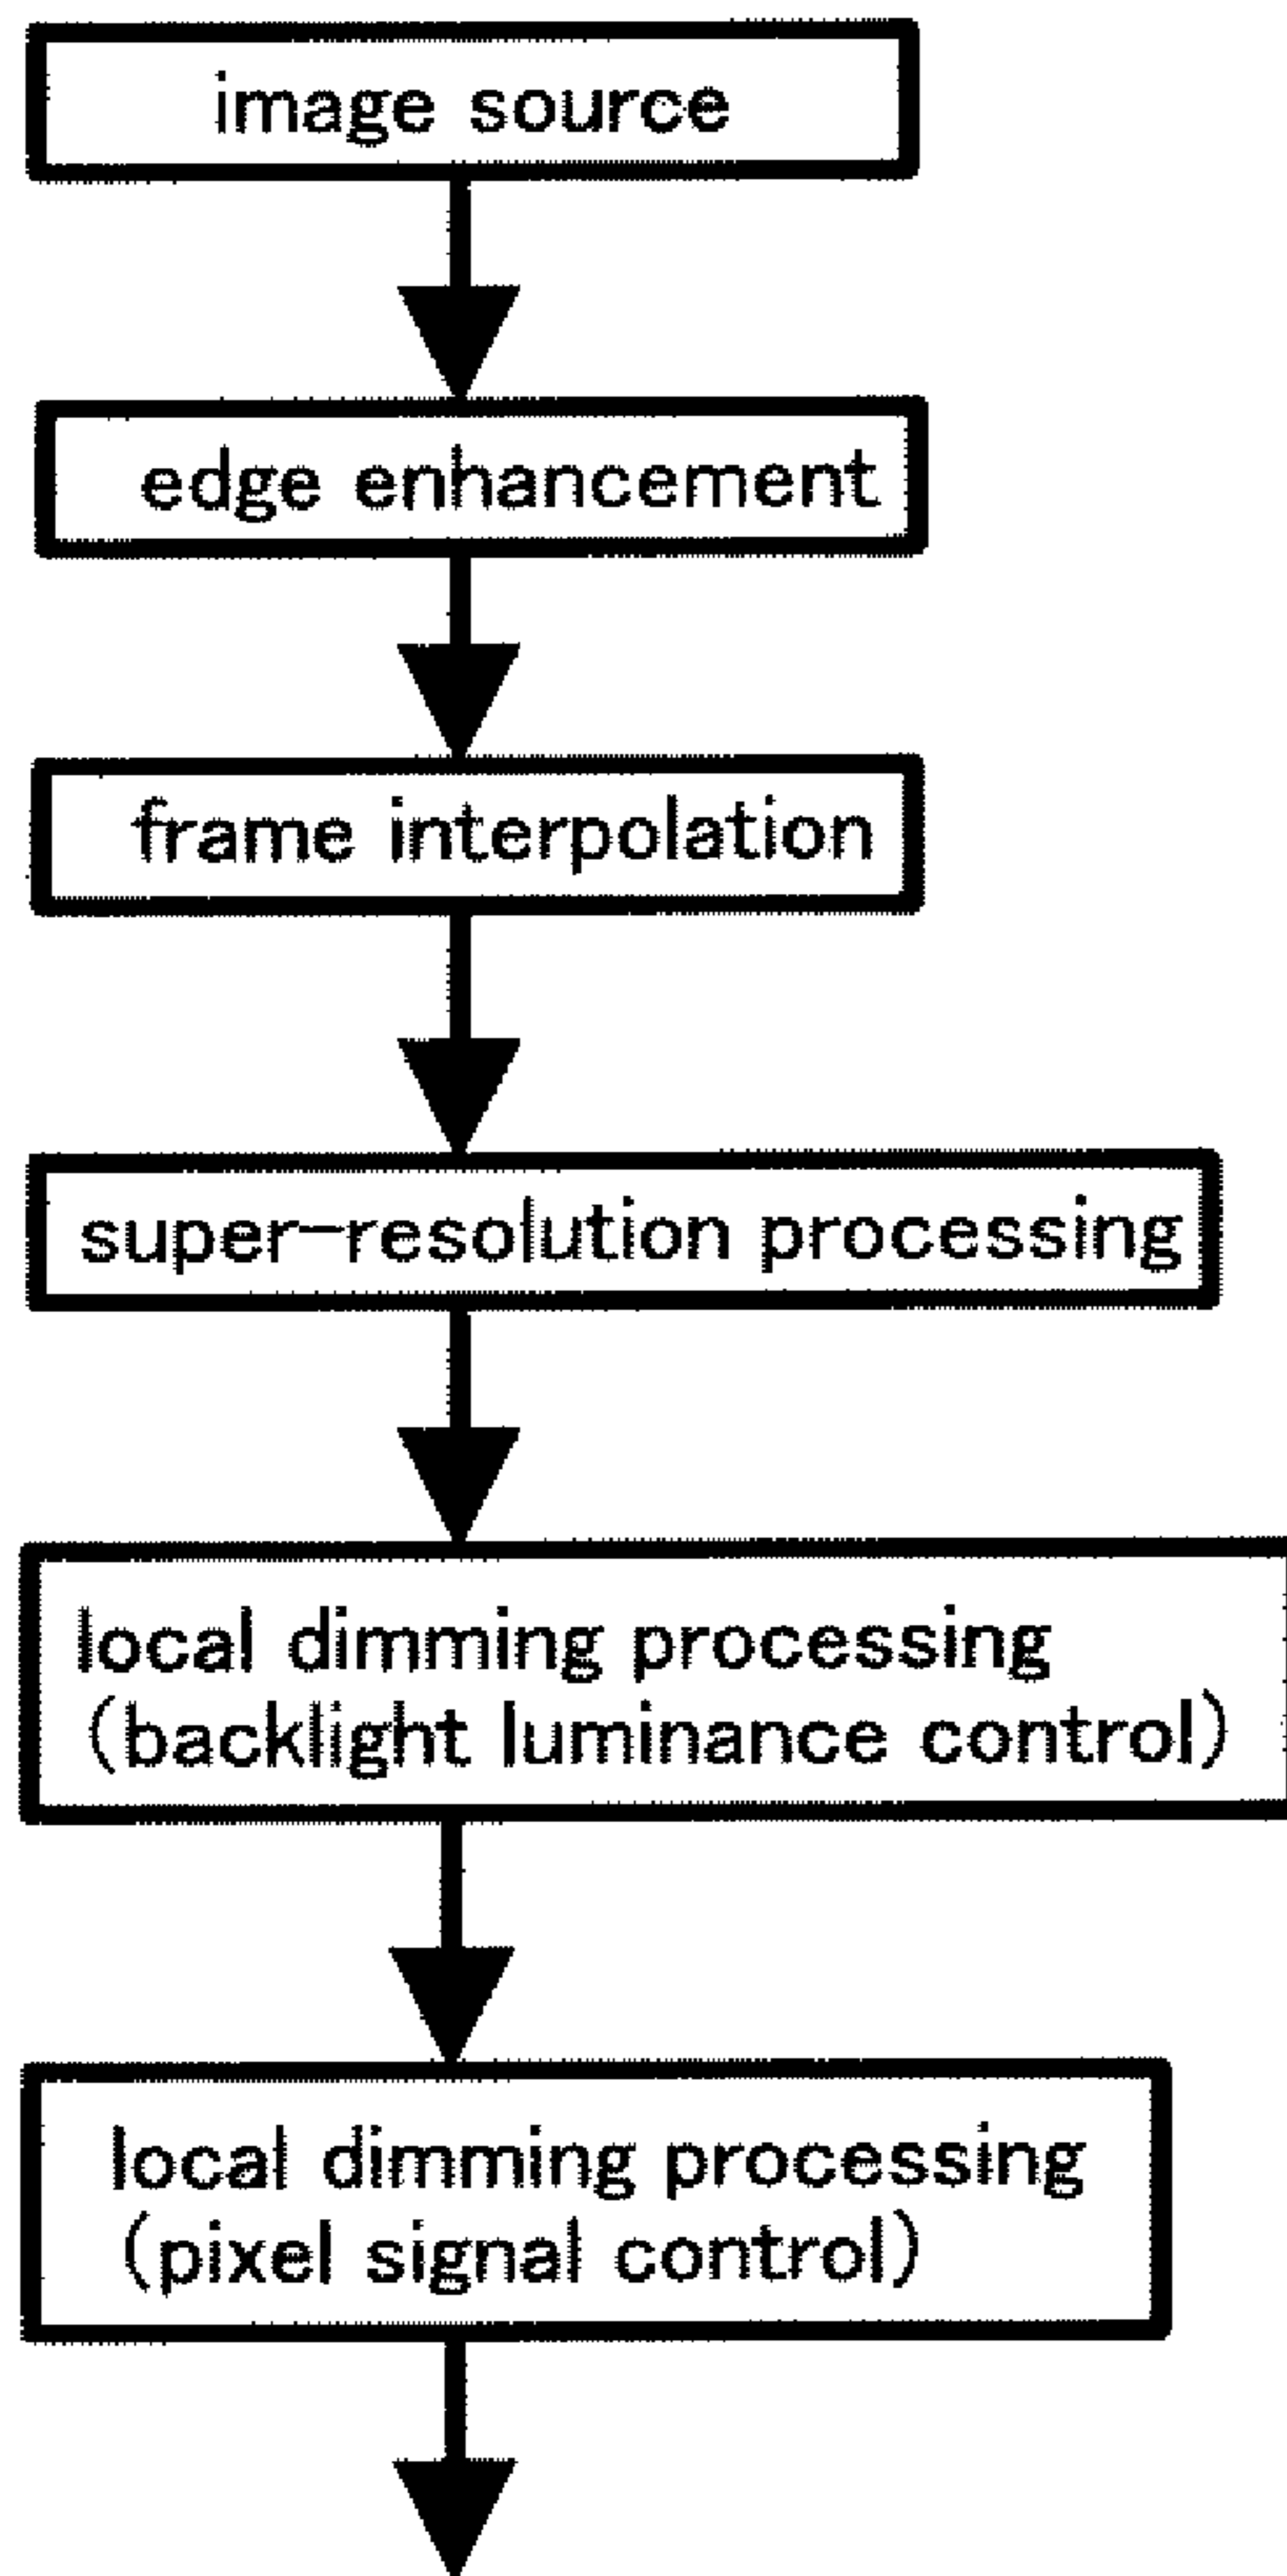 image source
edge enhancement
frame interpolation
super-resolution processing
local dimming processing
(backlight luminance control)
local dimming processing
(pixel signal control)